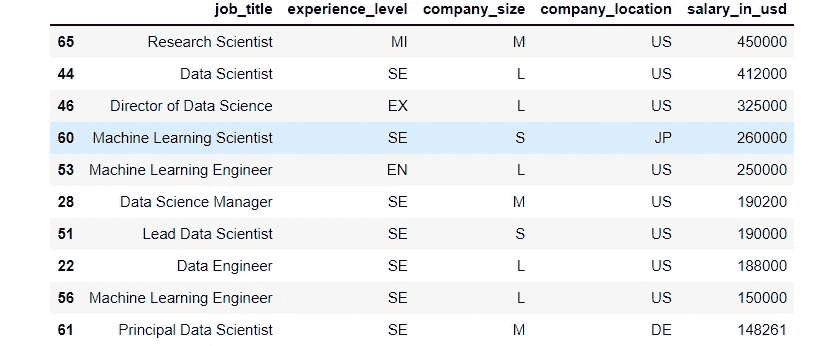 job_title experience_level company_size company_location salary_in_usd
65 Research Scientist MI M US 450000
44 Data Scientist SE L US 412000
46 Director of Data Science EX L US 325000
60 Machine Learning Scientist SE S JP 260000
53 Machine Learning Engineer EN L US 250000
28 Data Science Manager SE M US 190200
51 Lead Data Scientist SE S US 190000
22 Data Engineer SE L US 188000
56 Machine Learning Engineer SE L US 150000
61 Principal Data Scientist SE M DE 148261